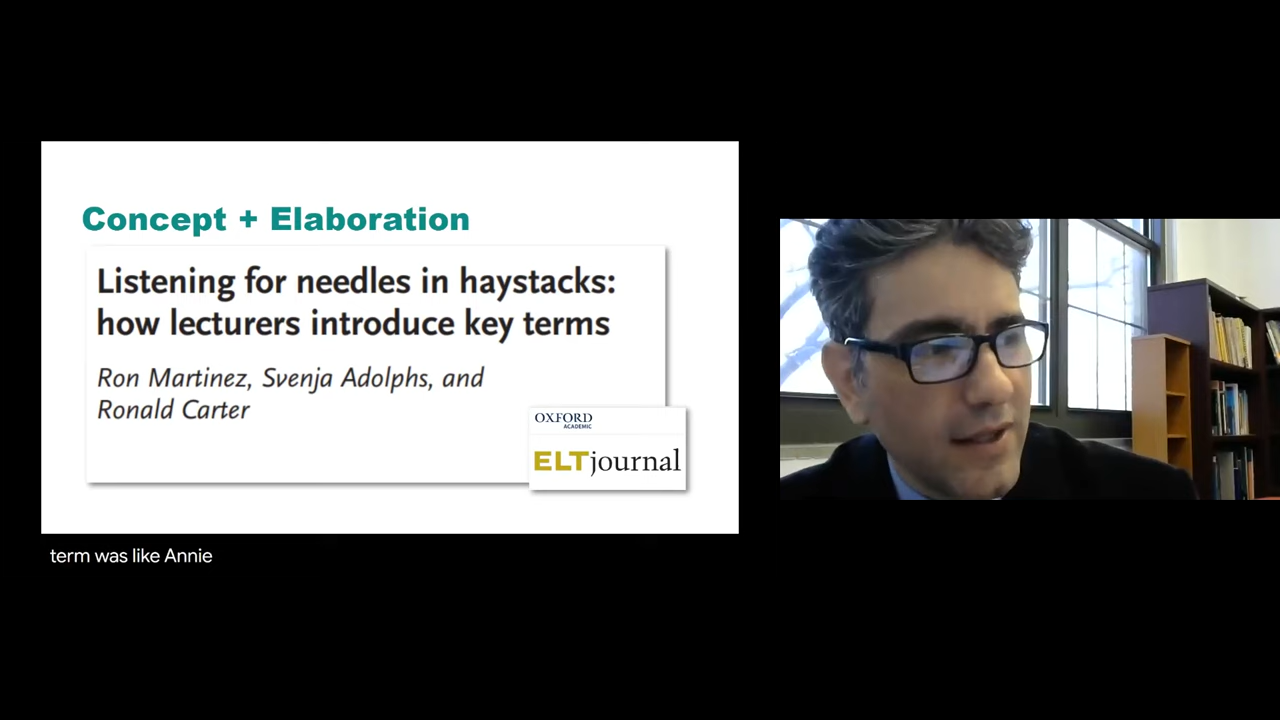 Concept + Elaboration
Listening for needles in haystacks:
how lecturers introduce key terms
Ron Martinez, Svenja Adolphs, and
Ronald Carter
OXFORD
ACADEMIC
ELTjournal
term was like Annie